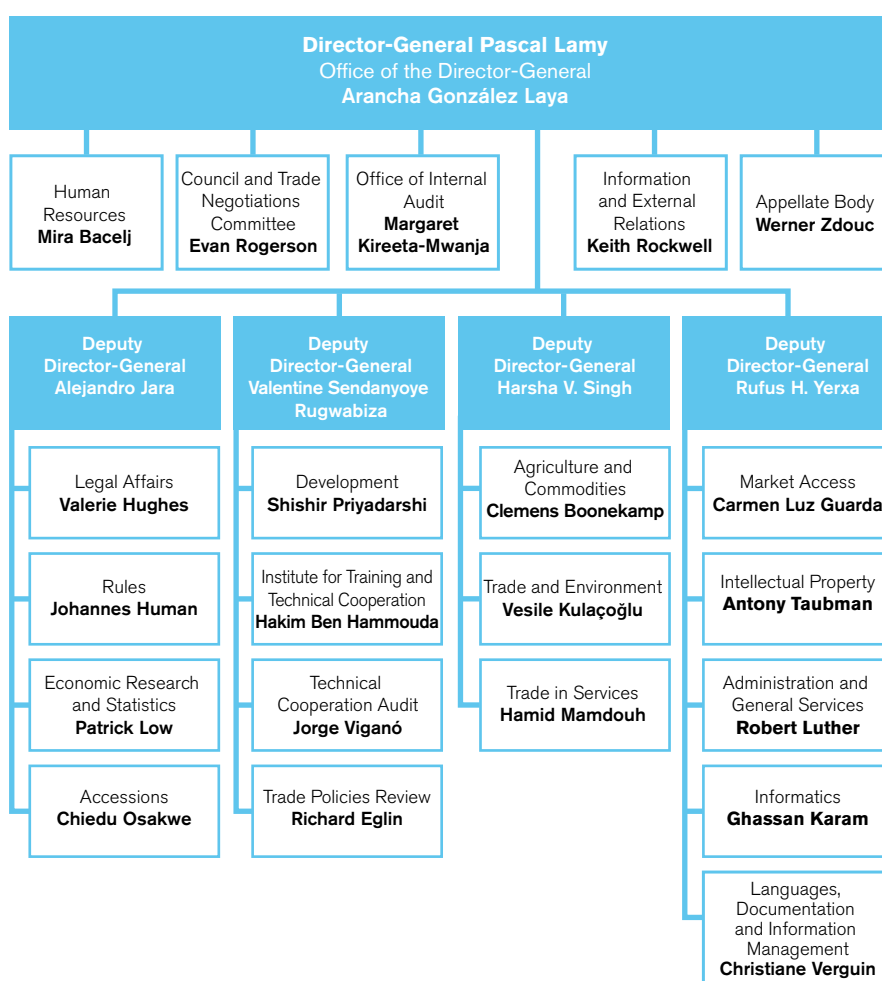 Director-General Pascal Lamy
Office of the Director-General
Arancha González Laya
Human
Resources
Mira Bacelj
Council and Trade
Negotiations
Committee
Evan Rogerson
Office of Internal
Audit
Margaret
Kireeta-Mwanja
Information
and External
Relations
Keith Rockwell
Appellate Body
Werner Zdouc
Deputy
Director-General
Alejandro Jara
Legal Affairs
Valerie Hughes
Rules
Johannes Human
Economic Research
and Statistics
Patrick Low
Accessions
Chiedu Osakwe
Deputy
Director-General
Valentine Sendanyoye
Rugwabiza
Development
Shishir Priyadarshi
Institute for Training and
Technical Cooperation
Hakim Ben Hammouda
Technical
Cooperation Audit
Jorge Viganó
Trade Policies Review
Richard Eglin
Deputy
Director-General
Harsha V. Singh
Agriculture and
Commodities
Clemens Boonekamp
Trade and Environment
Vesile Kulaçoğlu
Trade in Services
Hamid Mamdouh
Deputy
Director-General
Rufus H. Yerxa
Market Access
Carmen Luz Guarda
Intellectual Property
Antony Taubman
Administration and
General Services
Robert Luther
Informatics
Ghassan Karam
Languages,
Documentation
and Information
Management
Christiane Verguin